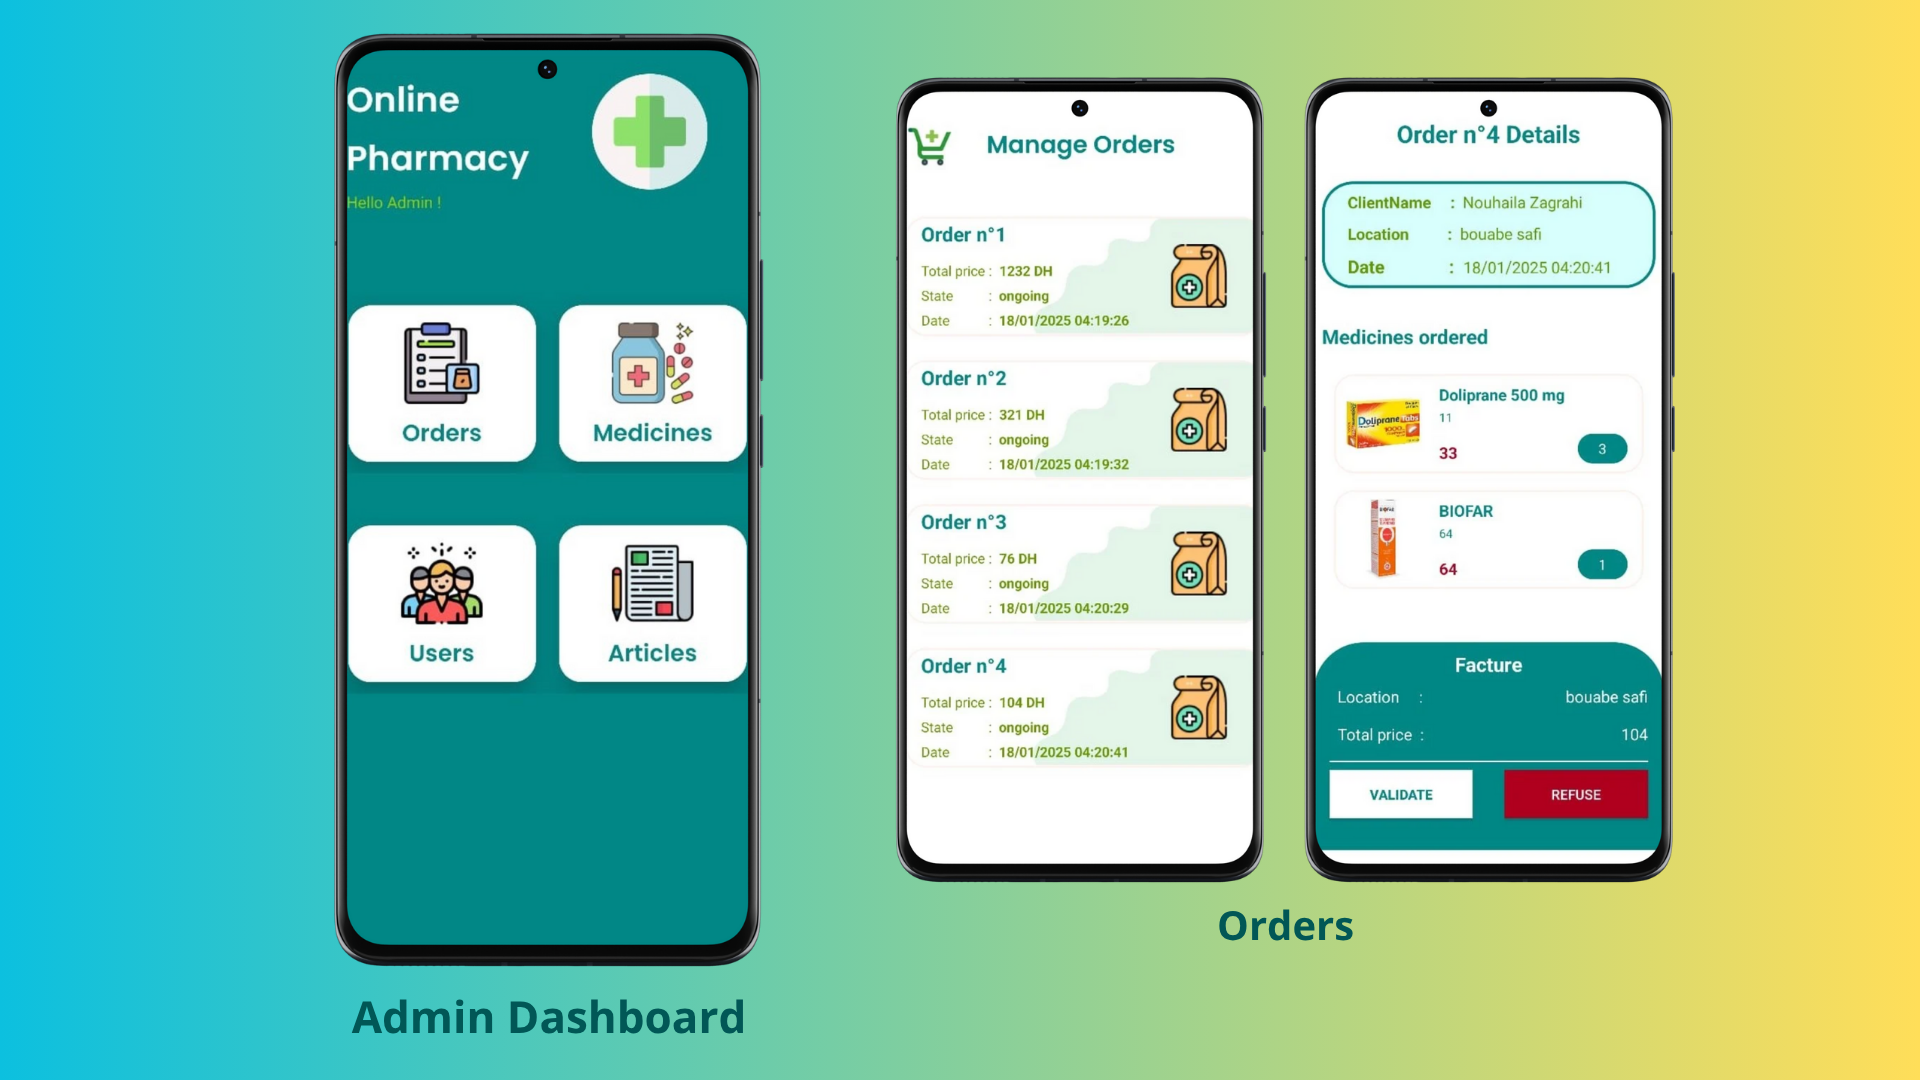 Online
Pharmacy
Hello Admin !
Orders
Medicines
Users
Articles
Admin Dashboard
Manage Orders
Order n°1
Total price : 1232 DH
State : ongoing
Date : 18/01/2025 04:19:26
Order n°2
Total price : 321 DH
State : ongoing
Date : 18/01/2025 04:19:32
Order n°3
Total price : 76 DH
State : ongoing
Date : 18/01/2025 04:20:29
Order n°4
Total price : 104 DH
State : ongoing
Date : 18/01/2025 04:20:41
Order n°4 Details
ClientName : Nouhaila Zagrahi
Location : bouabe safi
Date : 18/01/2025 04:20:41
Medicines ordered
Doliprane 500 mg
11
33
3
Doliprane Tabs
1000
BIOFAR
64
64
1
Facture
Location : bouabe safi
Total price : 104
VALIDATE
REFUSE
Orders